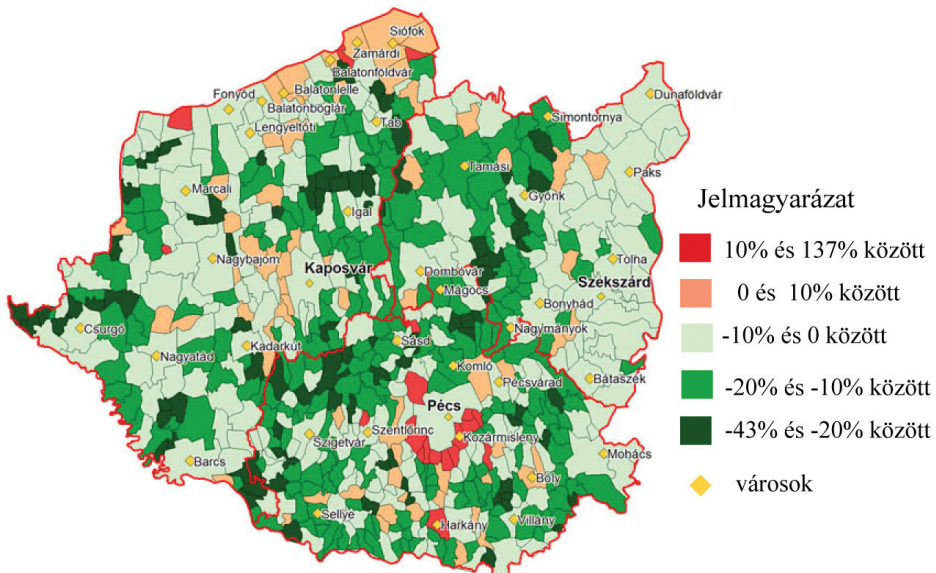 Siófok
Zamárdi
Balatonföldvár
Fonyód
Balatonlelle
Balatonboglár
Dunaföldvár
Lengyeltóti
Tab
Simontornya
Tamási
Paks
Marcali
Gyönk
Igal
Nagybajom
Kaposvár
Dombóvár
Tolna
Magocs
Szekszárd
Bonyhád
Csurgó
Nagymányok
Kadarkút
Sásd
Nagyatád
Komló
Pécsvárad
Bátaszék
Pécs
Szentlőrinc
Szigetvár
Kozármisleny
Mohács
Barcs
Bóly
Sellye
Villány
Harkány
Jelmagyarázat
10% és 137% között
0 és 10% között
-10% és 0 között
-20% és -10% között
-43% és -20% között
városok